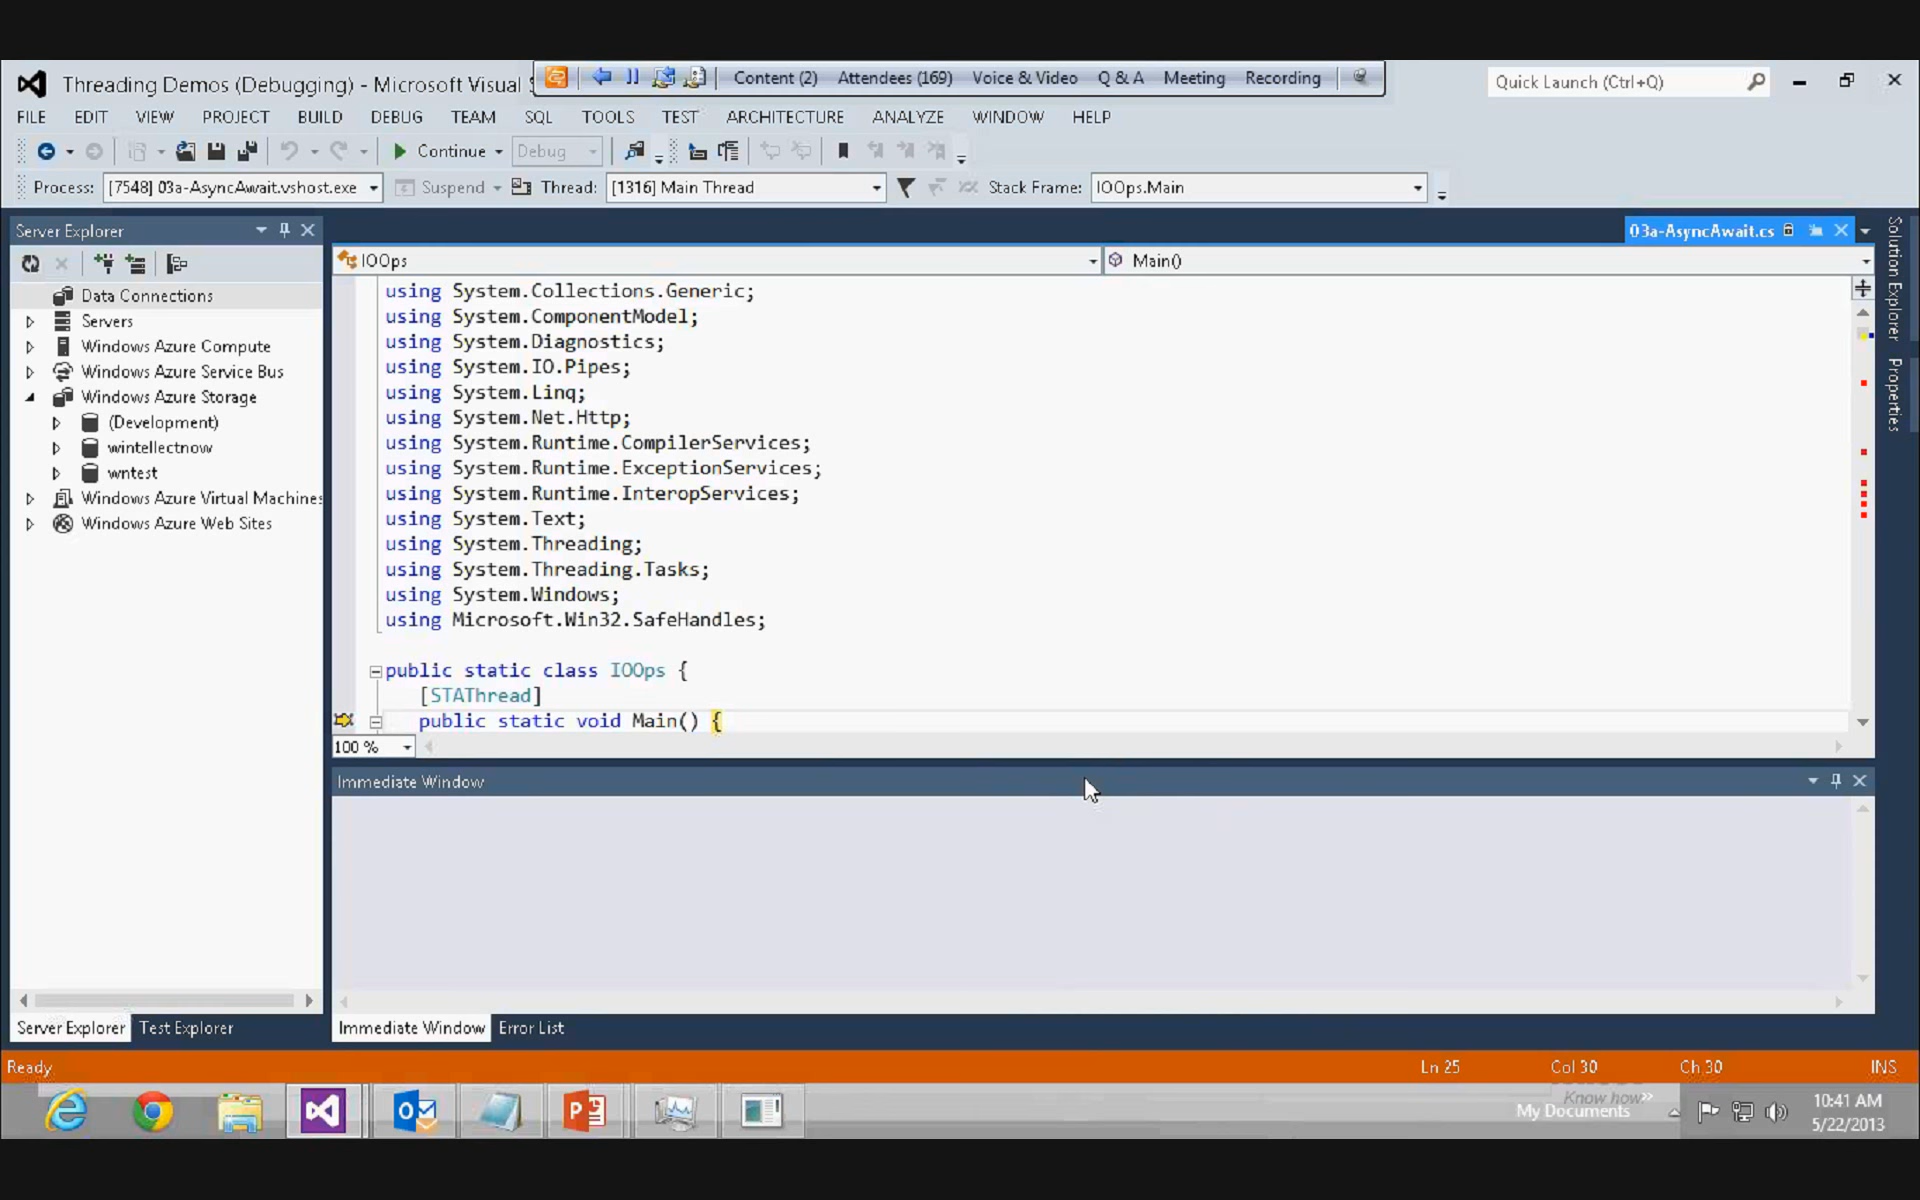 Threading Demos (Debugging) - Microsoft Visual
Content (2) Attendees (169) Voice & Video Q & A Meeting Recording
Quick Launch (Ctrl+Q)
FILE EDIT VIEW PROJECT BUILD DEBUG TEAM SQL TOOLS TEST ARCHITECTURE ANALYZE WINDOW HELP
Continue Debug
Process: [7548] 03a-AsyncAwait.vshost.exe Suspend Thread: [1316] Main Thread Stack Frame: IOOps.Main
Server Explorer
Data Connections
Servers
Windows Azure Compute
Windows Azure Service Bus
Windows Azure Storage
(Development)
wintellectnow
wntest
Windows Azure Virtual Machines
Windows Azure Web Sites
Server Explorer Test Explorer
03a-AsyncAwait.cs
IOOps Main()
using System.Collections.Generic;
using System.ComponentModel;
using System.Diagnostics;
using System.IO.Pipes;
using System.Linq;
using System.Net.Http;
using System.Runtime.CompilerServices;
using System.Runtime.ExceptionServices;
using System.Runtime.InteropServices;
using System.Text;
using System.Threading;
using System.Threading.Tasks;
using System.Windows;
using Microsoft.Win32.SafeHandles;
public static class IOOps {
[STAThread]
public static void Main() {
100 %
Immediate Window
Immediate Window Error List
Solution Explorer
Properties
Ready Ln 25 Col 30 Ch 30 INS
Know how
My Documents
10:41 AM
5/22/2013